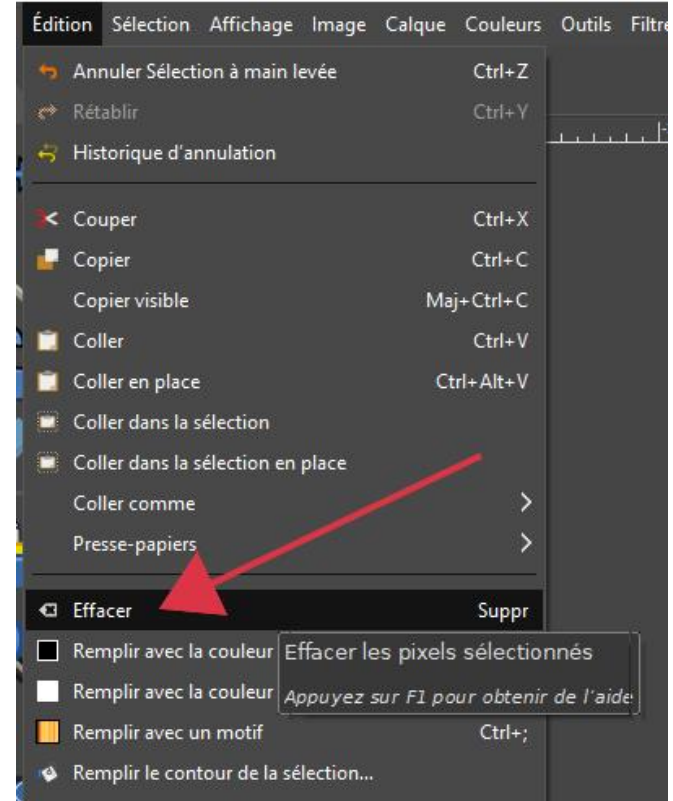 Édition Sélection Affichage Image Calque Couleurs Outils Filtre
Annuler Sélection à main levée Ctrl+Z
Rétablir Ctrl+Y
Historique d'annulation
Couper Ctrl+X
Copier Ctrl+C
Copier visible Maj+Ctrl+C
Coller Ctrl+V
Coller en place Ctrl+Alt+V
Coller dans la sélection
Coller dans la sélection en place
Coller comme
Presse-papiers
Effacer Suppr
Remplir avec la couleur
Effacer les pixels sélectionnés
Remplir avec la couleur
Appuyez sur F1 pour obtenir de l'aide
Remplir avec un motif Ctrl+;
Remplir le contour de la sélection...